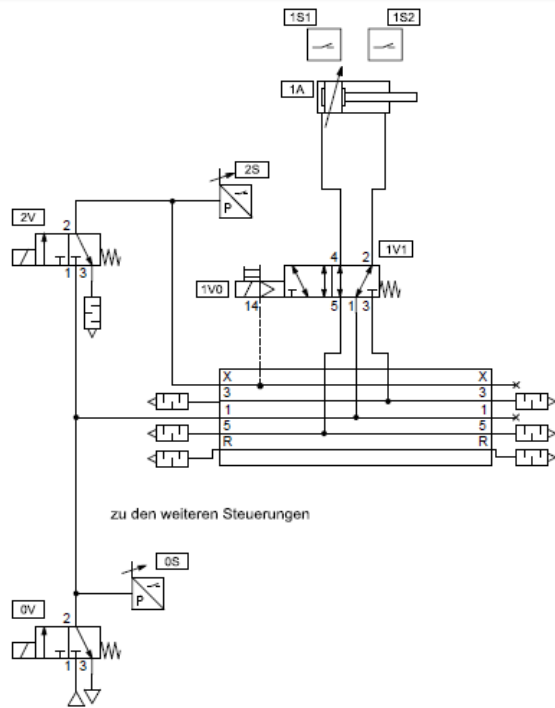 1S1 1S2
1A
2S
P
2V
2
1 3
4 2
1V1
1V0
14
5 1 3
X X
3 3
1 1
5 5
R R
zu den weiteren Steuerungen
0S
P
0V
2
1 3